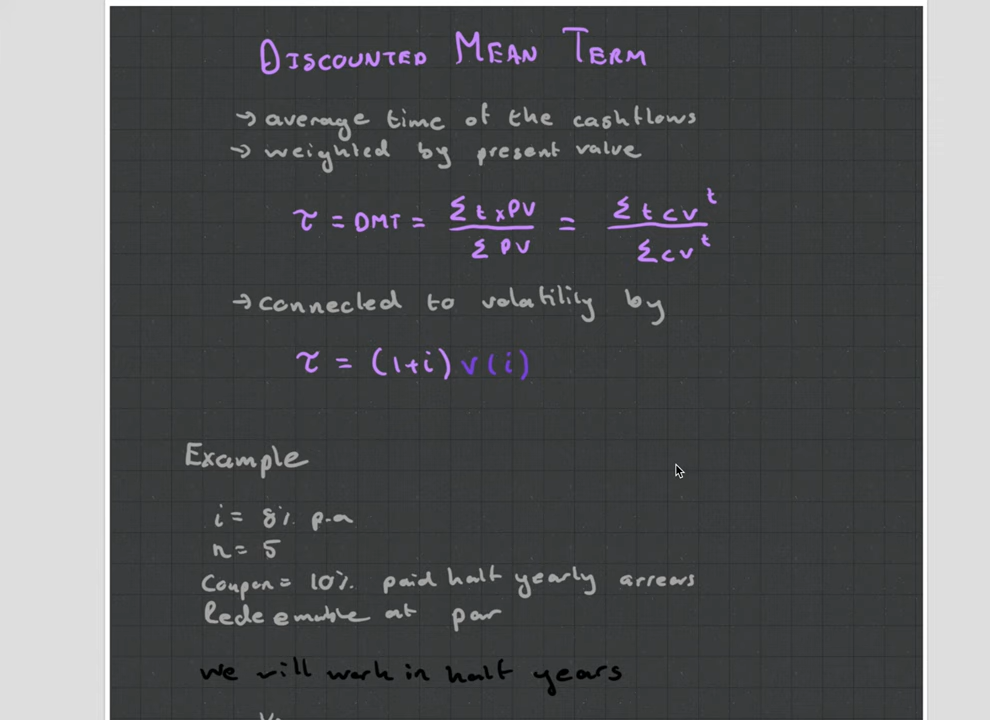 DISCOUNTED MEAN TERM
→ average time of the cashflows
→ weighted by present value
τ = DMT = Σ t x PV / Σ PV = Σ t c v^t / Σ c v^t
→ connected to volatility by
τ = (1+i) v(i)
Example
i = 8% p.a
n = 5
Coupon = 10% paid half yearly arrears
Redeemable at par
we will work in half years